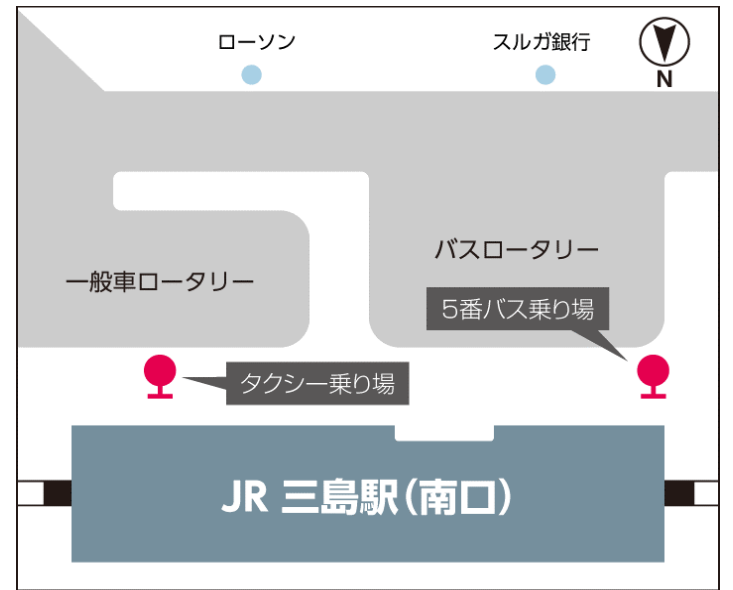 ローソン
スルガ銀行
N
バスロータリー
一般車ロータリー
5番バス乗り場
タクシー乗り場
JR 三島駅(南口)